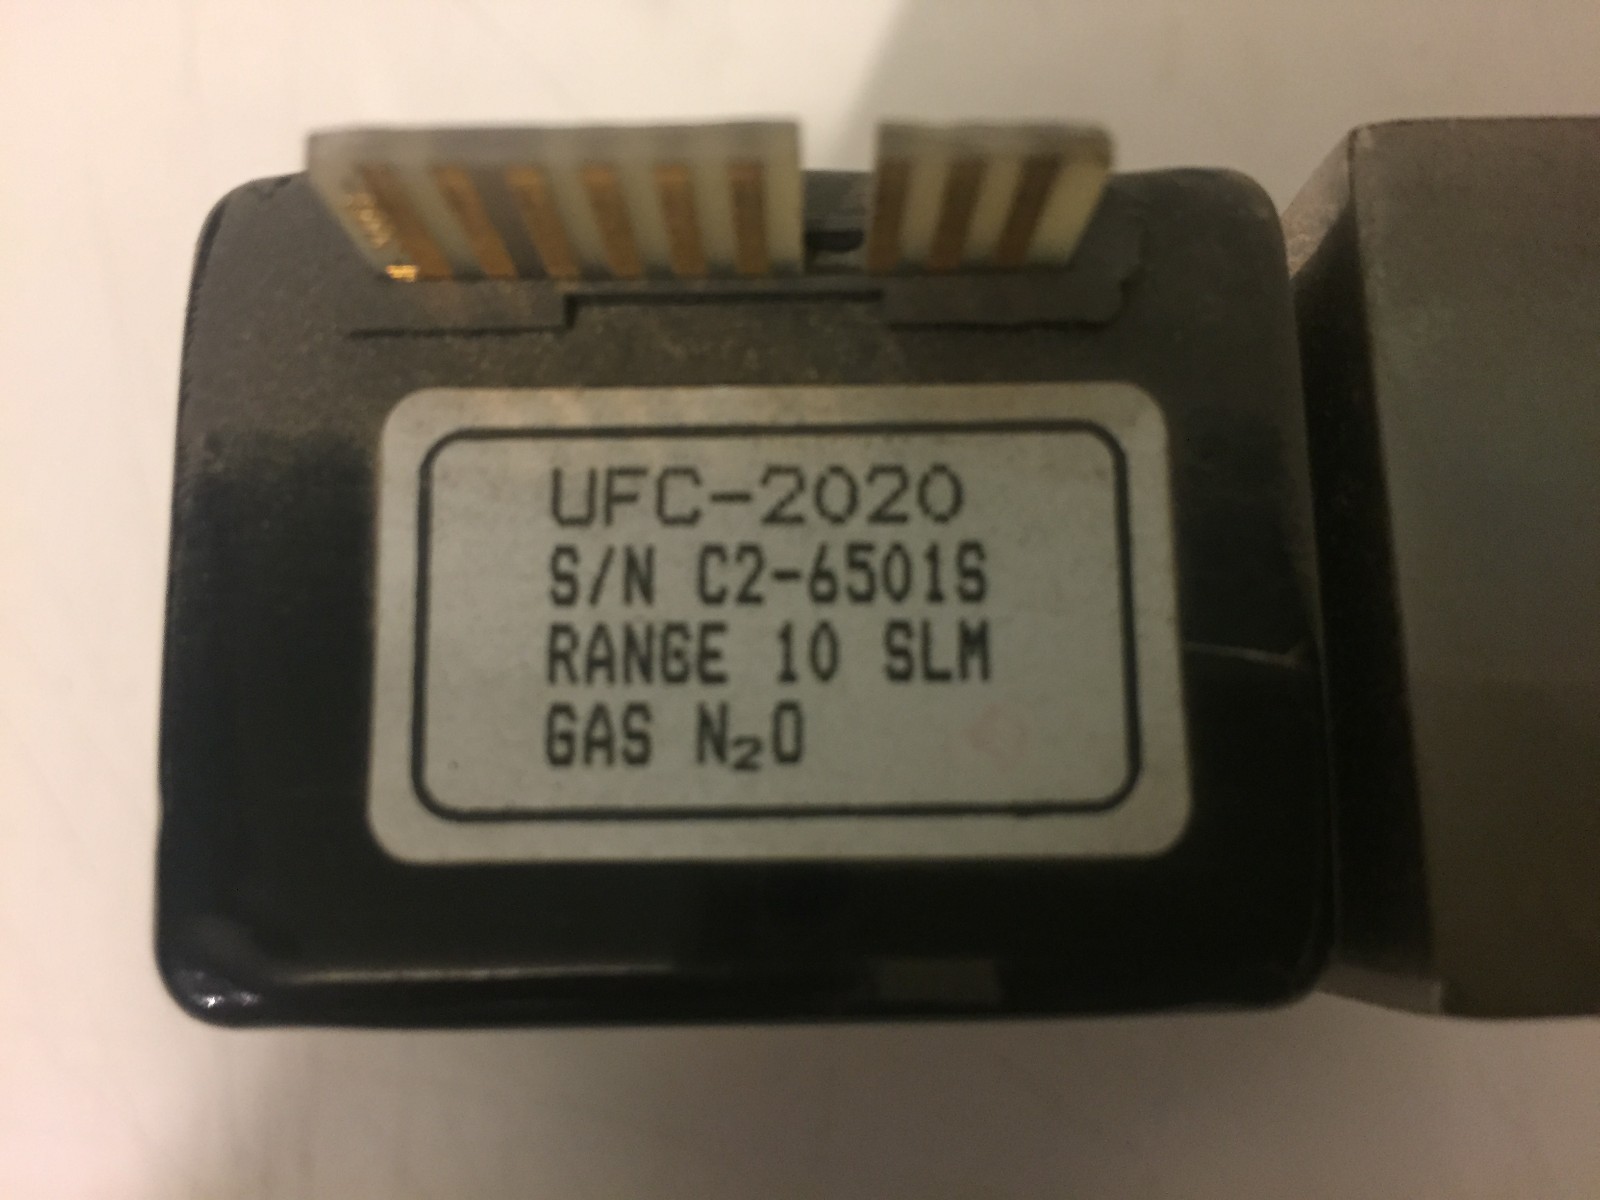 UFC-2020
S/N C2-6501S
RANGE 10 SLM
GAS N₂O